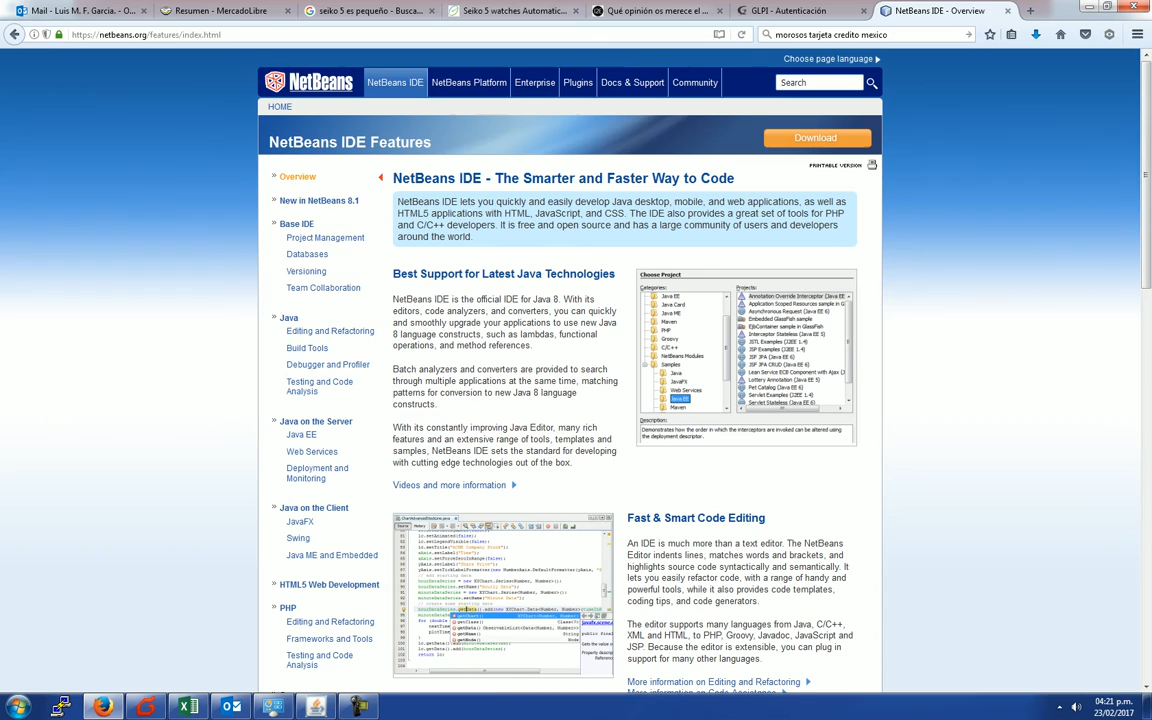 Mail - Luis M. F. Garcia. - O...
Resumen - MercadoLibre
seiko 5 es pequeño - Busca...
Seiko 5 watches Automatic...
Qué opinión os merece el ...
GLPI - Autenticación
NetBeans IDE - Overview
https://netbeans.org/features/index.html
morosos tarjeta credito mexico
Choose page language
NetBeans
NetBeans IDE
NetBeans Platform
Enterprise
Plugins
Docs & Support
Community
Search
HOME
NetBeans IDE Features
Download
PRINTABLE VERSION
Overview
New in NetBeans 8.1
Base IDE
Project Management
Databases
Versioning
Team Collaboration
Java
Editing and Refactoring
Build Tools
Debugger and Profiler
Testing and Code
Analysis
Java on the Server
Java EE
Web Services
Deployment and
Monitoring
Java on the Client
JavaFX
Swing
Java ME and Embedded
HTML5 Web Development
PHP
Editing and Refactoring
Frameworks and Tools
Testing and Code
Analysis
NetBeans IDE - The Smarter and Faster Way to Code
NetBeans IDE lets you quickly and easily develop Java desktop, mobile, and web applications, as well as
HTML5 applications with HTML, JavaScript, and CSS. The IDE also provides a great set of tools for PHP
and C/C++ developers. It is free and open source and has a large community of users and developers
around the world.
Best Support for Latest Java Technologies
NetBeans IDE is the official IDE for Java 8. With its
editors, code analyzers, and converters, you can quickly
and smoothly upgrade your applications to use new Java
8 language constructs, such as lambdas, functional
operations, and method references.
Batch analyzers and converters are provided to search
through multiple applications at the same time, matching
patterns for conversion to new Java 8 language
constructs.
With its constantly improving Java Editor, many rich
features and an extensive range of tools, templates and
samples, NetBeans IDE sets the standard for developing
with cutting edge technologies out of the box.
Videos and more information
Choose Project
Categories:
Java EE
Java Card
Java ME
Maven
PHP
Groovy
C/C++
NetBeans Modules
Samples
Java
JavaFX
Web Services
Java EE
Maven
Projects:
Annotation Override Interceptor (Java EE
Application Scoped Resources sample in G
Asynchronous Request (Java EE 6)
Embedded GlassFish sample
EjbContainer sample in GlassFish
Interceptor Stateless (Java EE 6)
JSTL Examples (J2EE 1.4)
JSP Examples (J2EE 1.4)
JSP JPA (Java EE 6)
JSP JPA CRUD (Java EE 6)
Lean Service ECB Component with Ajax (J
Lottery Annotation (Java EE 5)
Pet Catalog (Java EE 6)
Servlet Examples (J2EE 1.4)
Servlet Stateless (Java EE 6)
Description:
Demonstrates how the order in which the interceptors are invoked can be altered using
the deployment descriptor.
Fast & Smart Code Editing
An IDE is much more than a text editor. The NetBeans
Editor indents lines, matches words and brackets, and
highlights source code syntactically and semantically. It
lets you easily refactor code, with a range of handy and
powerful tools, while it also provides code templates,
coding tips, and code generators.
The editor supports many languages from Java, C/C++,
XML and HTML, to PHP, Groovy, Javadoc, JavaScript and
JSP. Because the editor is extensible, you can plug in
support for many other languages.
More information on Editing and Refactoring
More information on Code Assistance
04:21 p.m.
23/02/2017